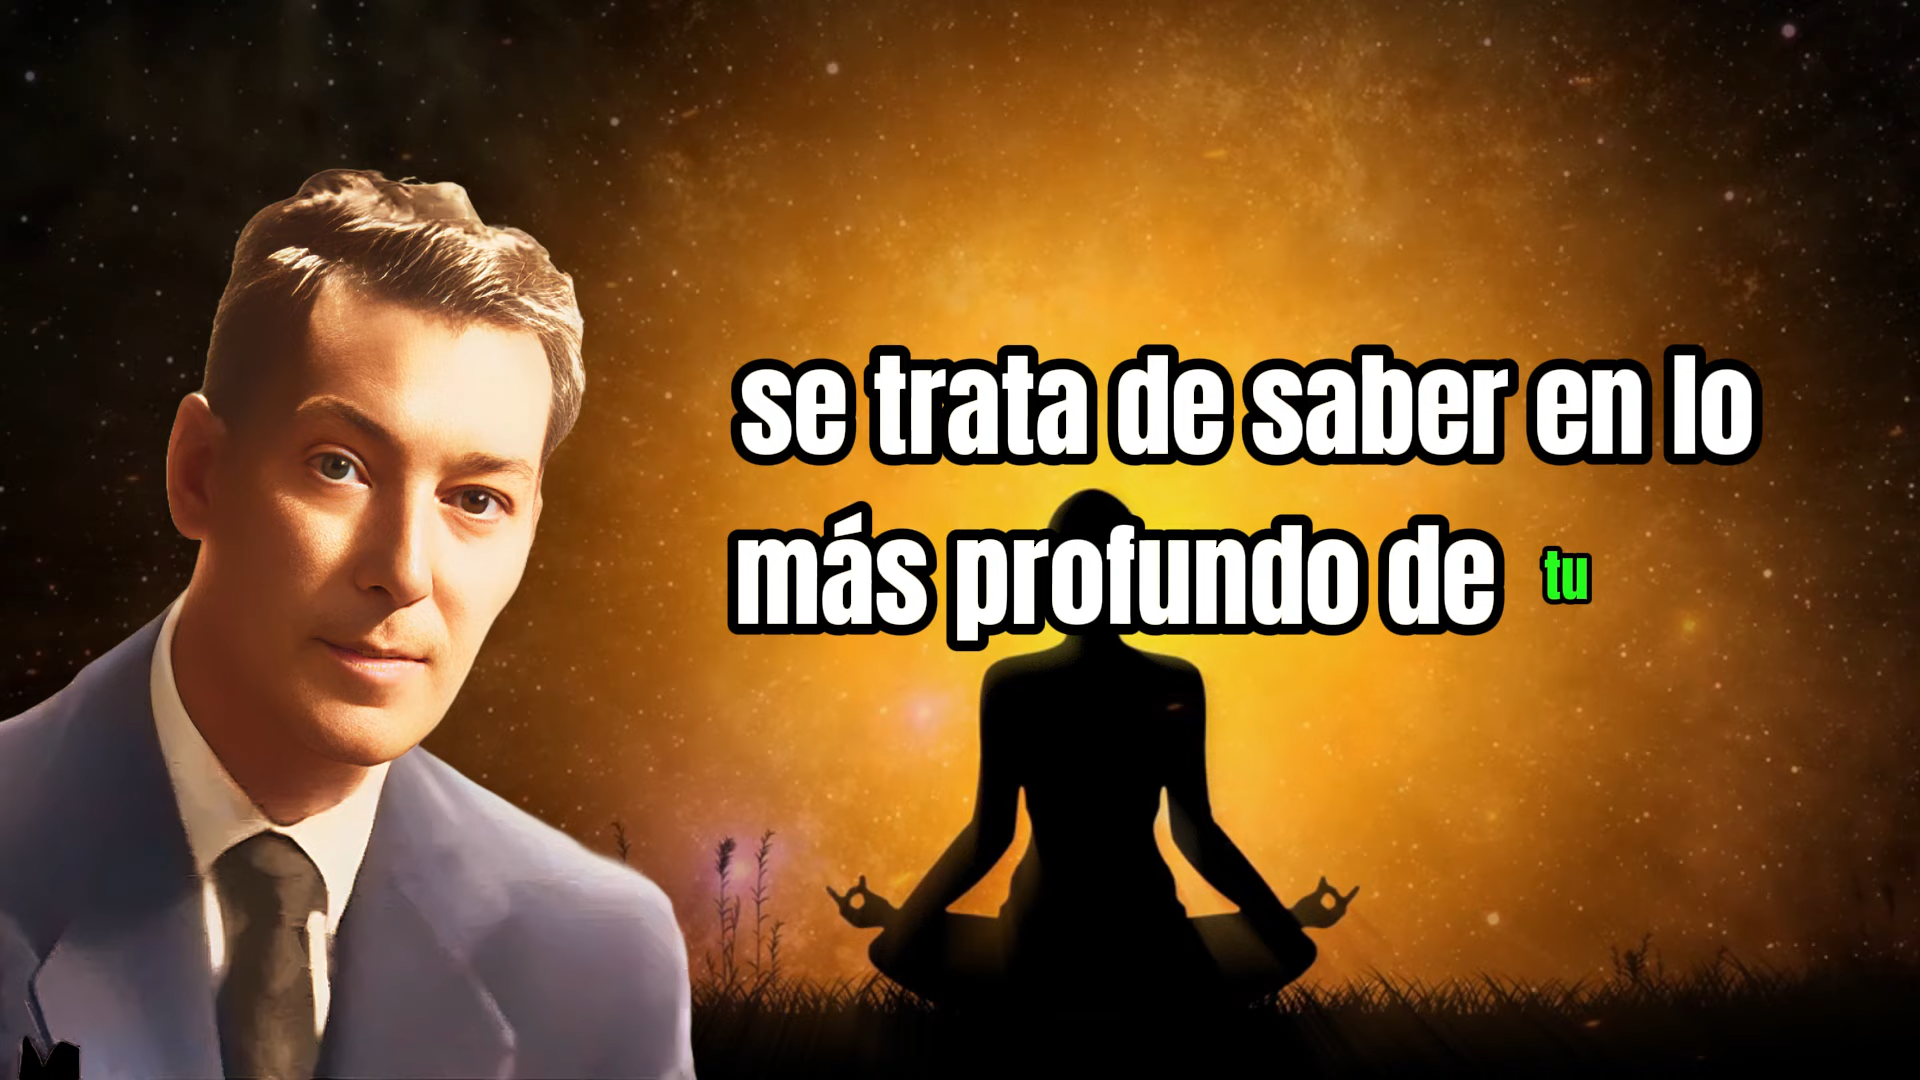 se trata de saber en lo
más profundo de tu